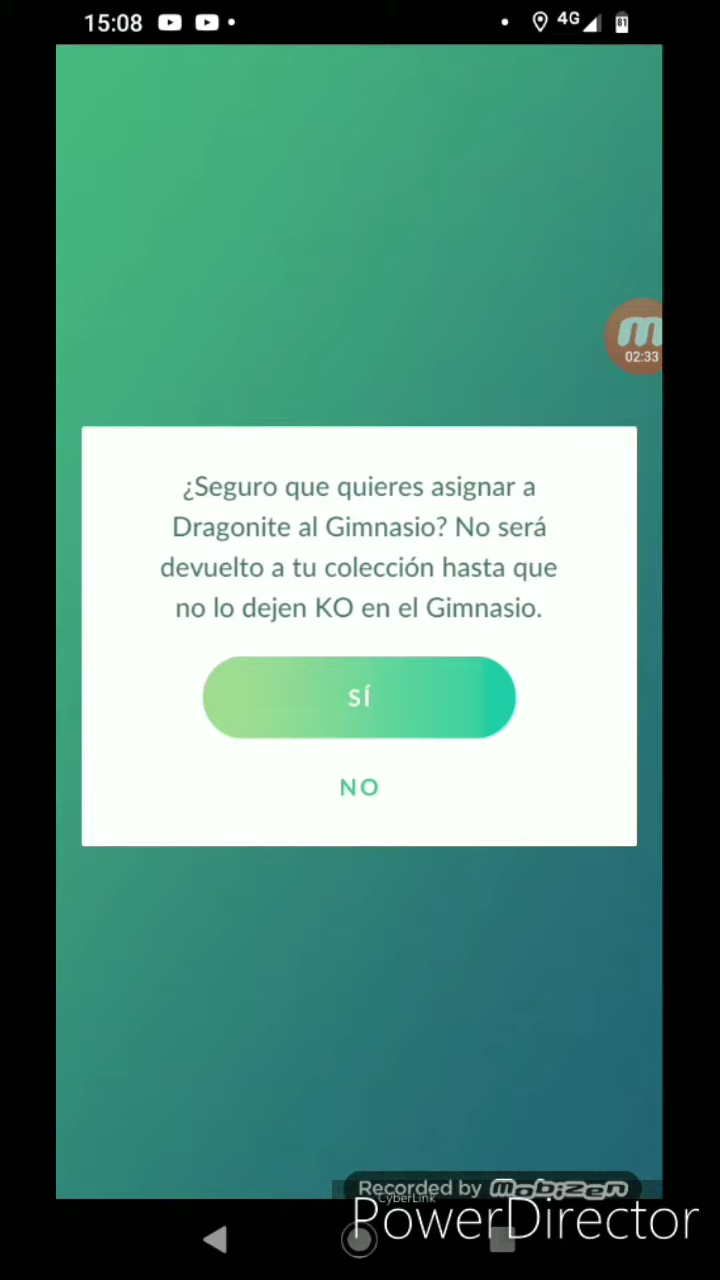 15:08
4G
81
m
02:33
¿Seguro que quieres asignar a
Dragonite al Gimnasio? No será
devuelto a tu colección hasta que
no lo dejen KO en el Gimnasio.
SÍ
NO
Recorded by mobizen
CyberLink
PowerDirector